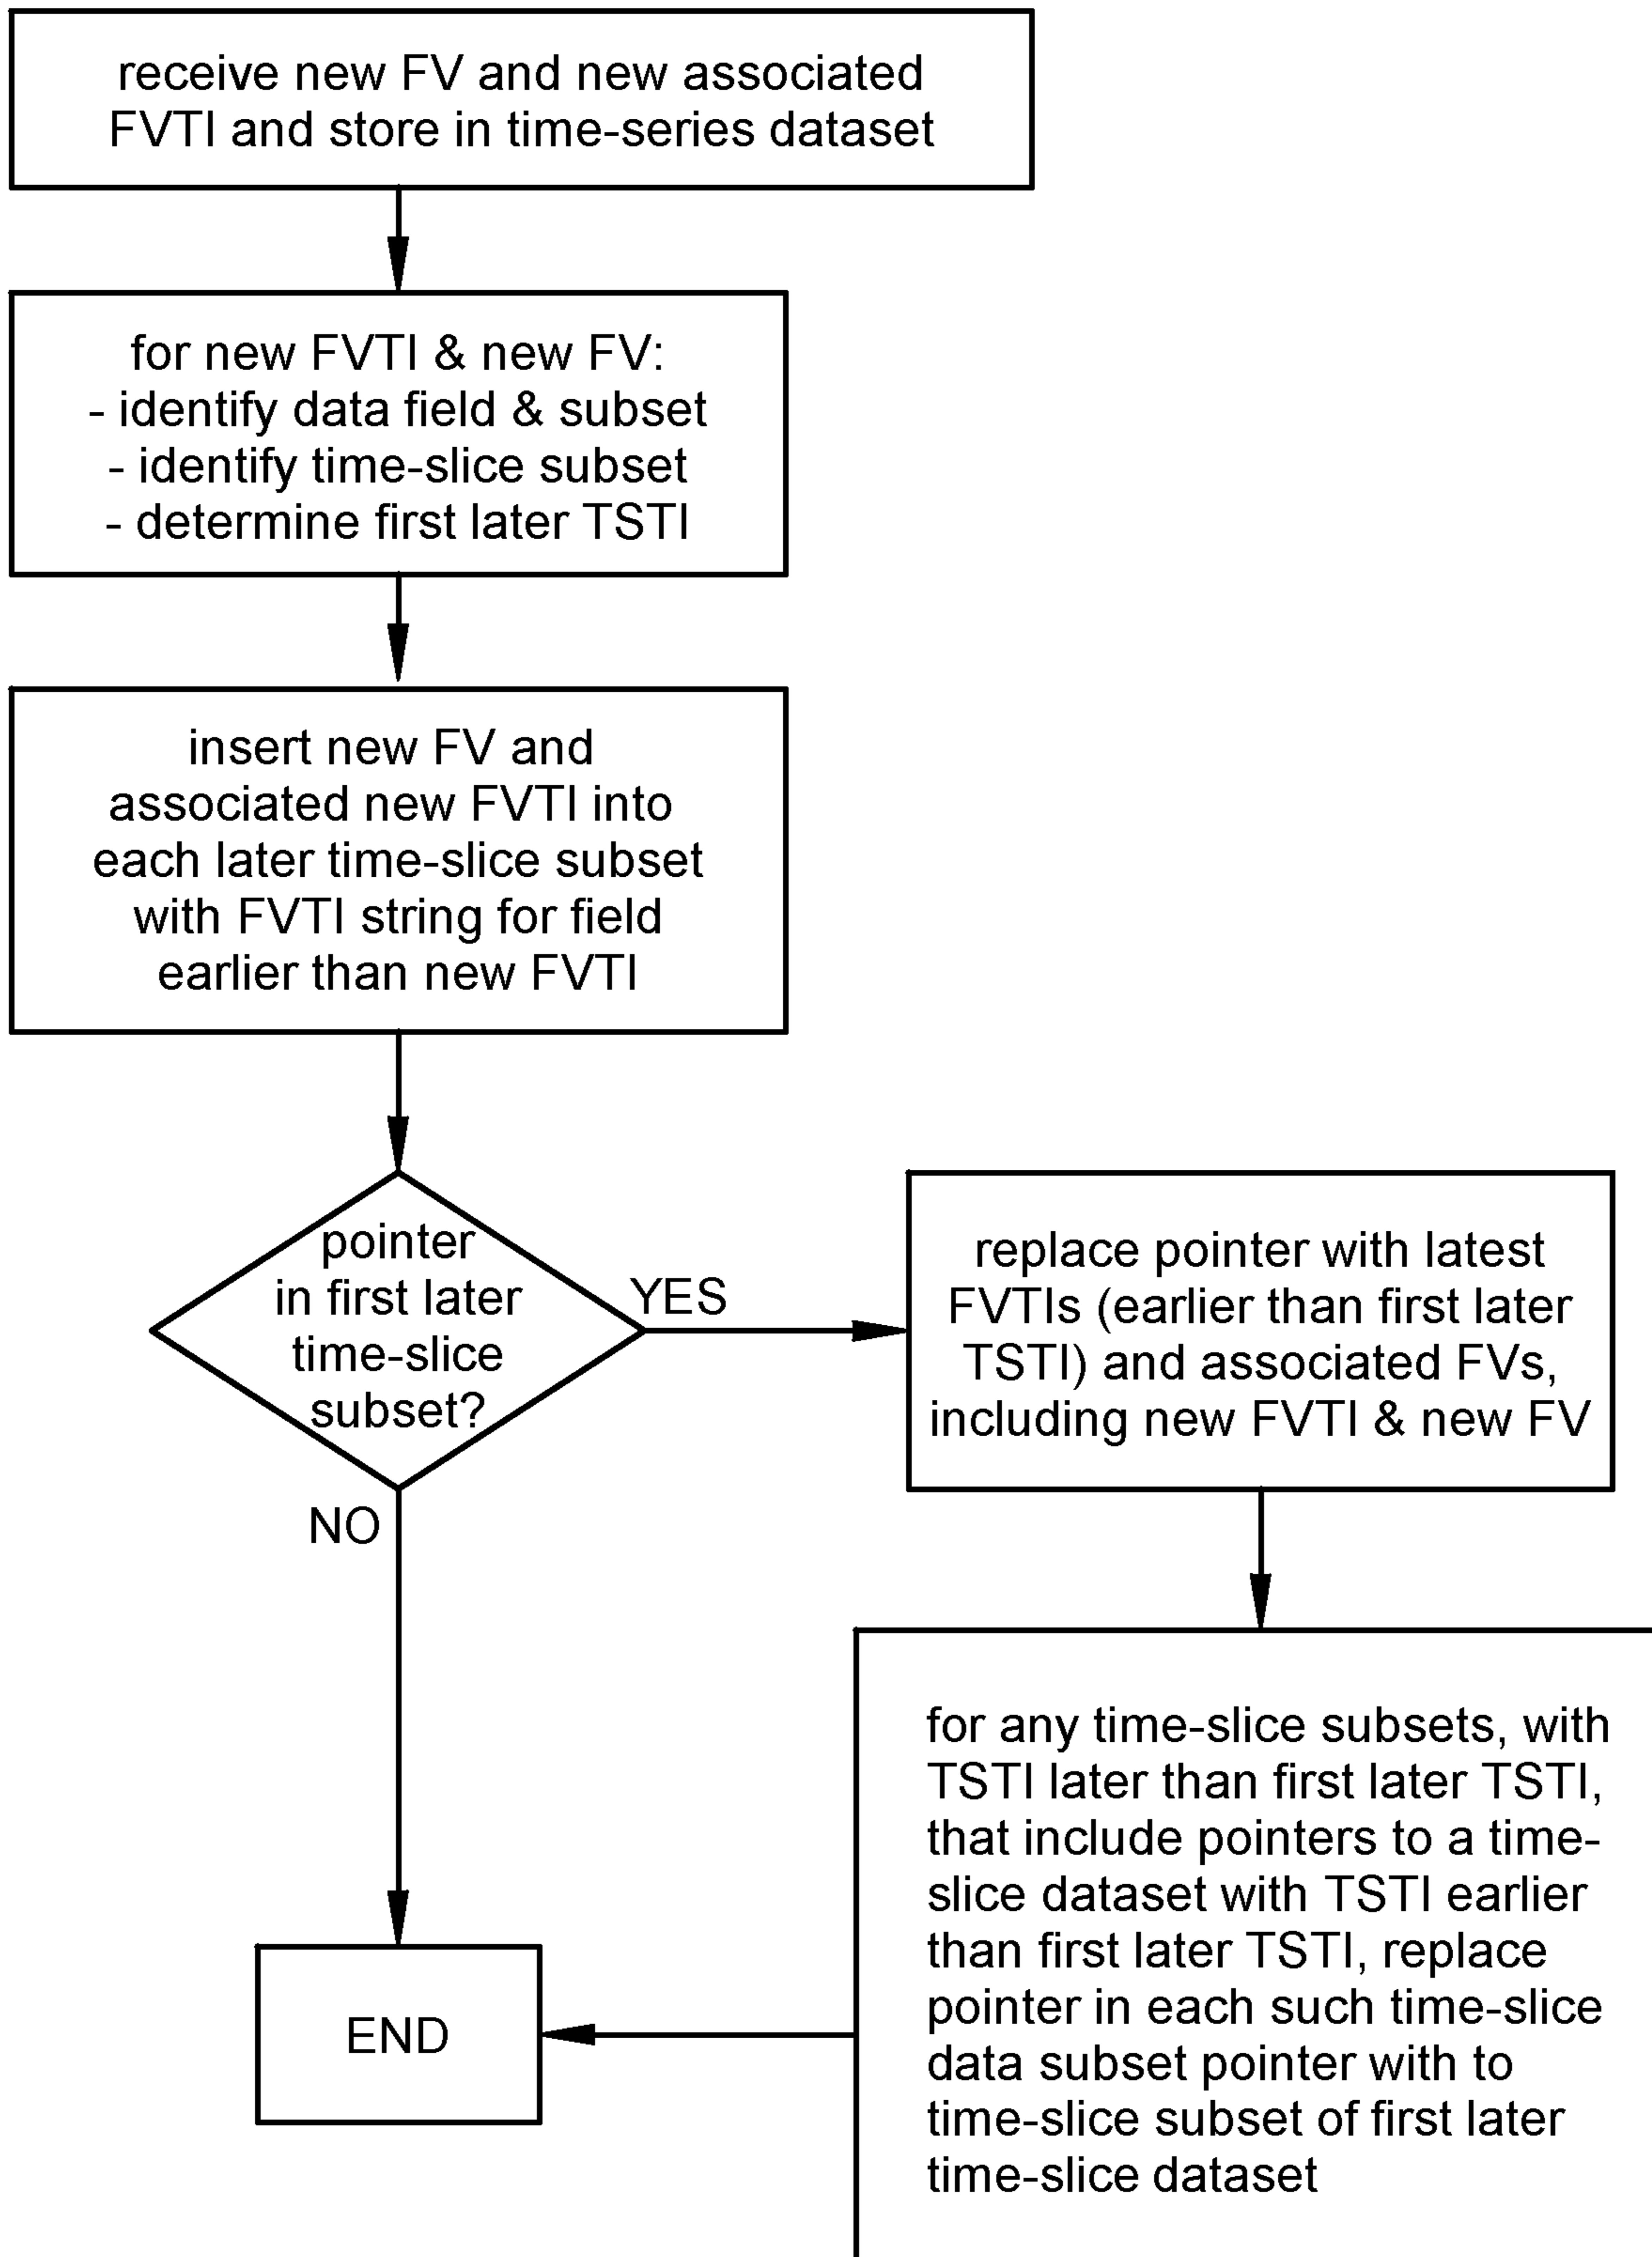 receive new FV and new associated
FVTI and store in time-series dataset
for new FVTI & new FV:
- identify data field & subset
- identify time-slice subset
- determine first later TSTI
insert new FV and
associated new FVTI into
each later time-slice subset
with FVTI string for field
earlier than new FVTI
pointer
in first later
time-slice
subset?
YES
NO
replace pointer with latest
FVTIs (earlier than first later
TSTI) and associated FVs,
including new FVTI & new FV
for any time-slice subsets, with
TSTI later than first later TSTI,
that include pointers to a time-
slice dataset with TSTI earlier
than first later TSTI, replace
pointer in each such time-slice
data subset pointer with to
time-slice subset of first later
time-slice dataset
END